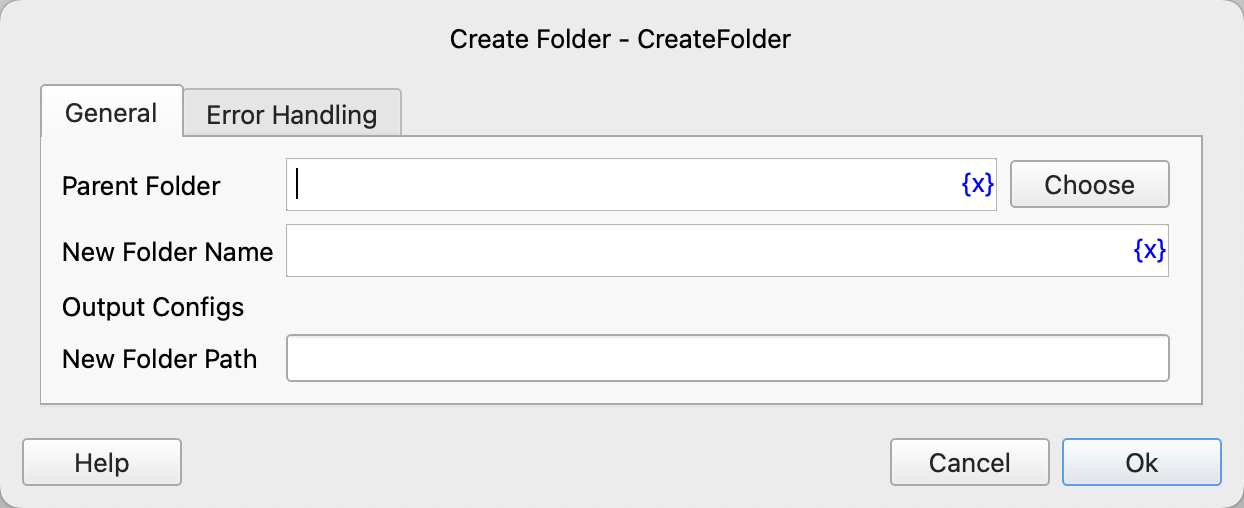 Create Folder - CreateFolder
General Error Handling
Parent Folder {x} Choose
New Folder Name {x}
Output Configs
New Folder Path
Help Cancel Ok